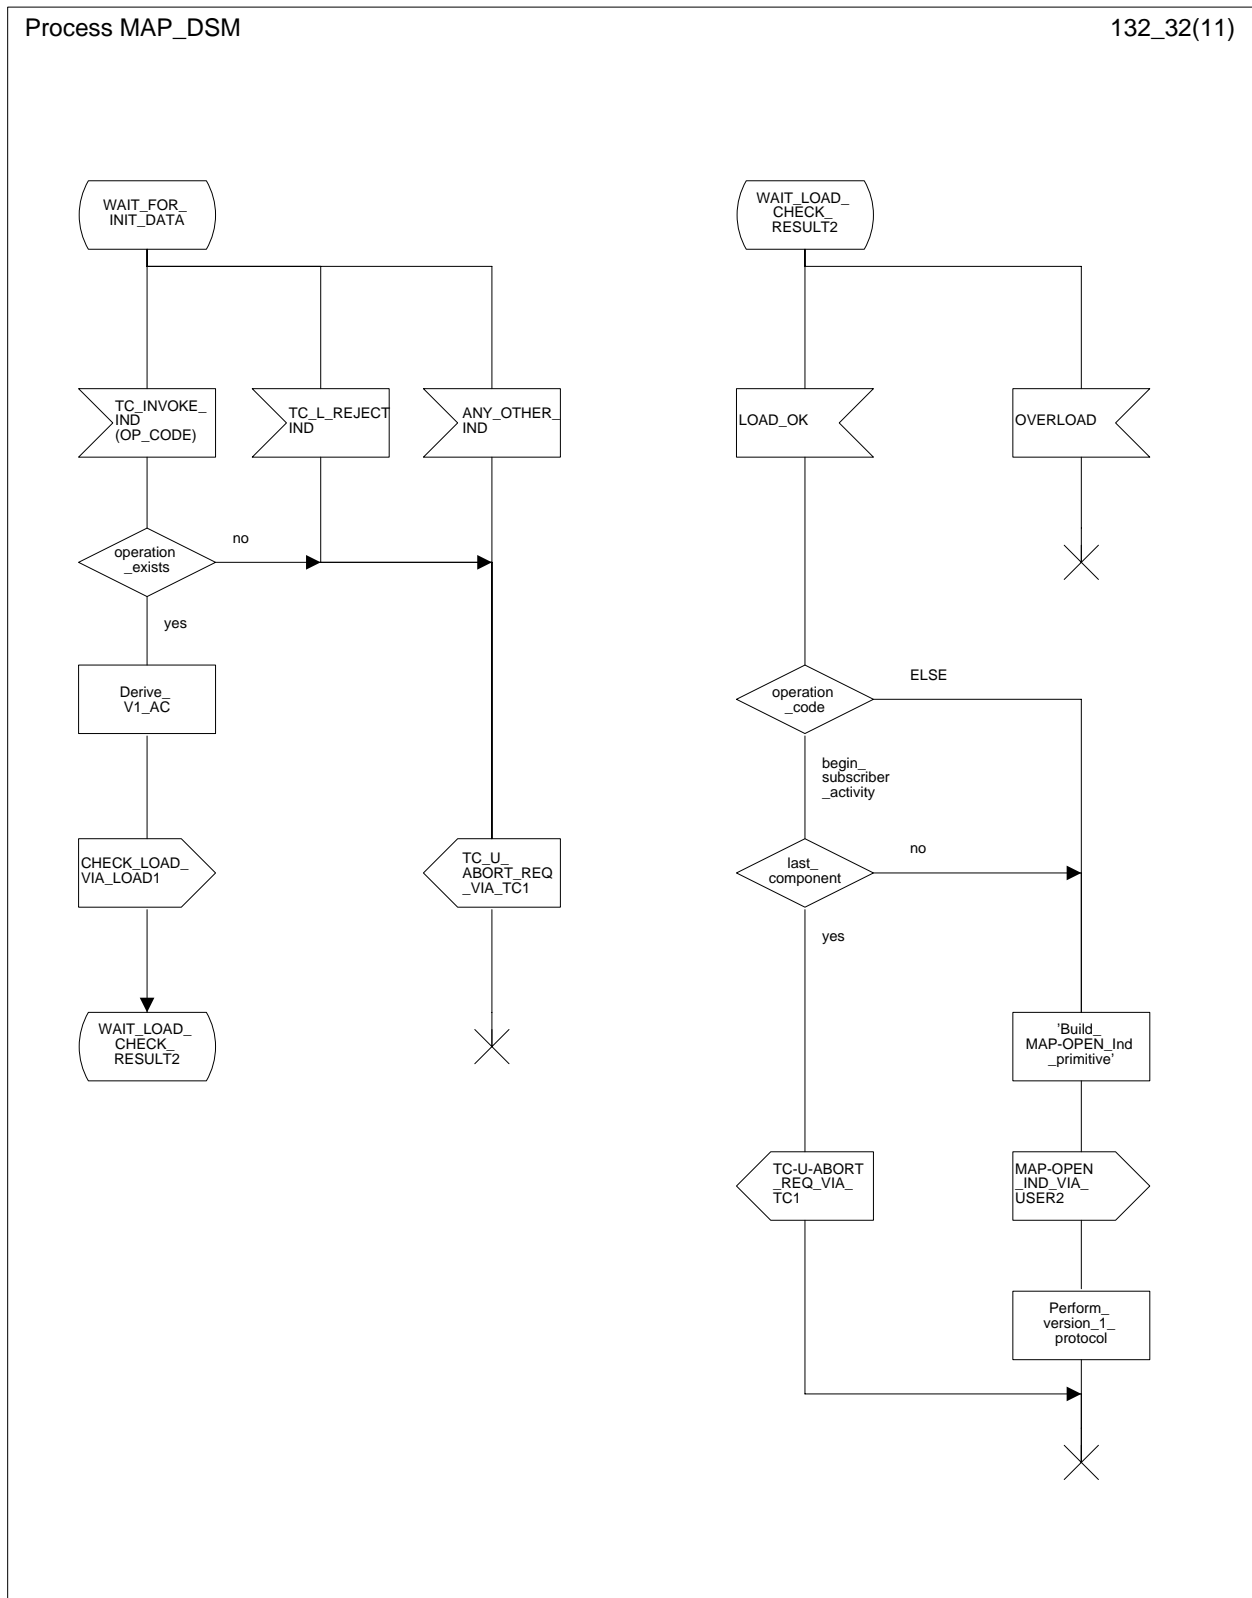 Process MAP_DSM
132_32(11)
WAIT_FOR_
INIT_DATA
TC_INVOKE_
IND
(OP_CODE)
TC_L_REJECT
IND
ANY_OTHER_
IND
operation
_exists
no
yes
Derive_
V1_AC
CHECK_LOAD_
VIA_LOAD1
TC_U_
ABORT_REQ
_VIA_TC1
WAIT_LOAD_
CHECK_
RESULT2
WAIT_LOAD_
CHECK_
RESULT2
LOAD_OK
OVERLOAD
operation
_code
ELSE
begin_
subscriber
_activity
last_
component
no
yes
'Build_
MAP-OPEN_Ind
_primitive'
TC-U-ABORT
_REQ_VIA_
TC1
MAP-OPEN
_IND_VIA_
USER2
Perform_
version_1_
protocol